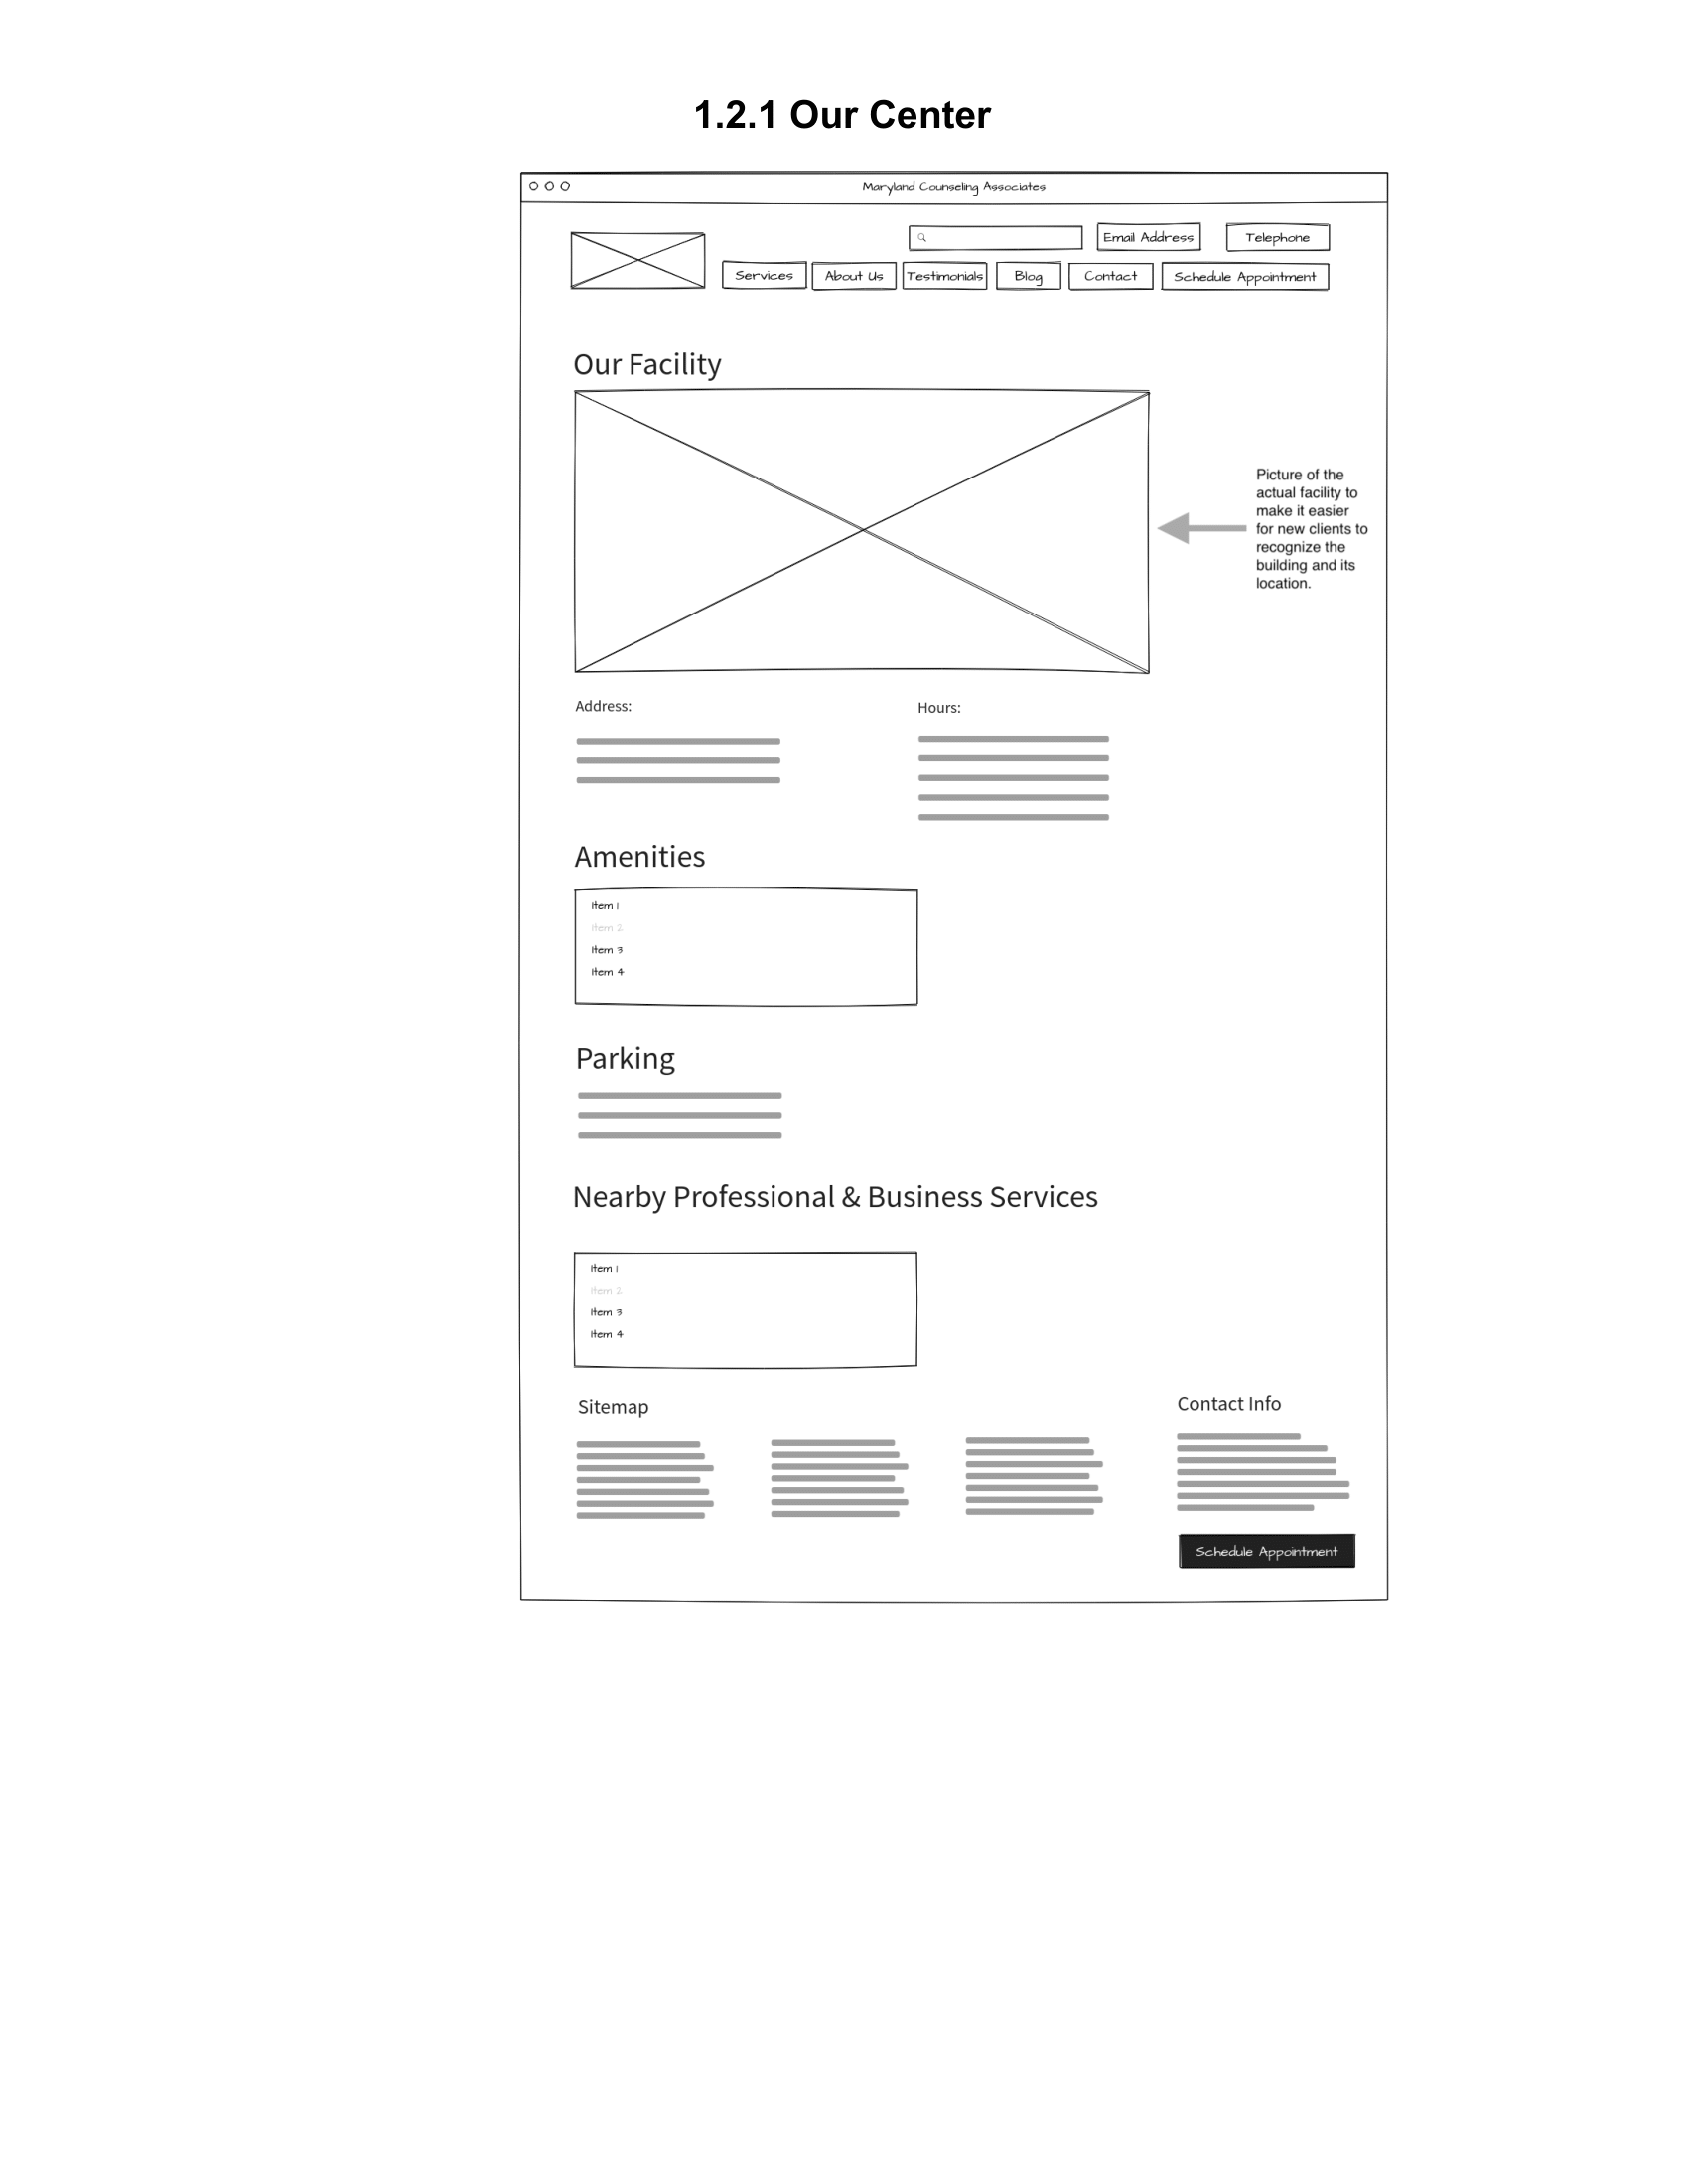 1.2.1 Our Center
Maryland Counseling Associates
Email Address
Telephone
Services
About Us
Testimonials
Blog
Contact
Schedule Appointment
Our Facility
Picture of the
actual facility to
make it easier
for new clients to
recognize the
building and its
location.
Address:
Hours:
Amenities
Item 1
Item 2
Item 3
Item 4
Parking
Nearby Professional & Business Services
Item 1
Item 2
Item 3
Item 4
Sitemap
Contact Info
Schedule Appointment